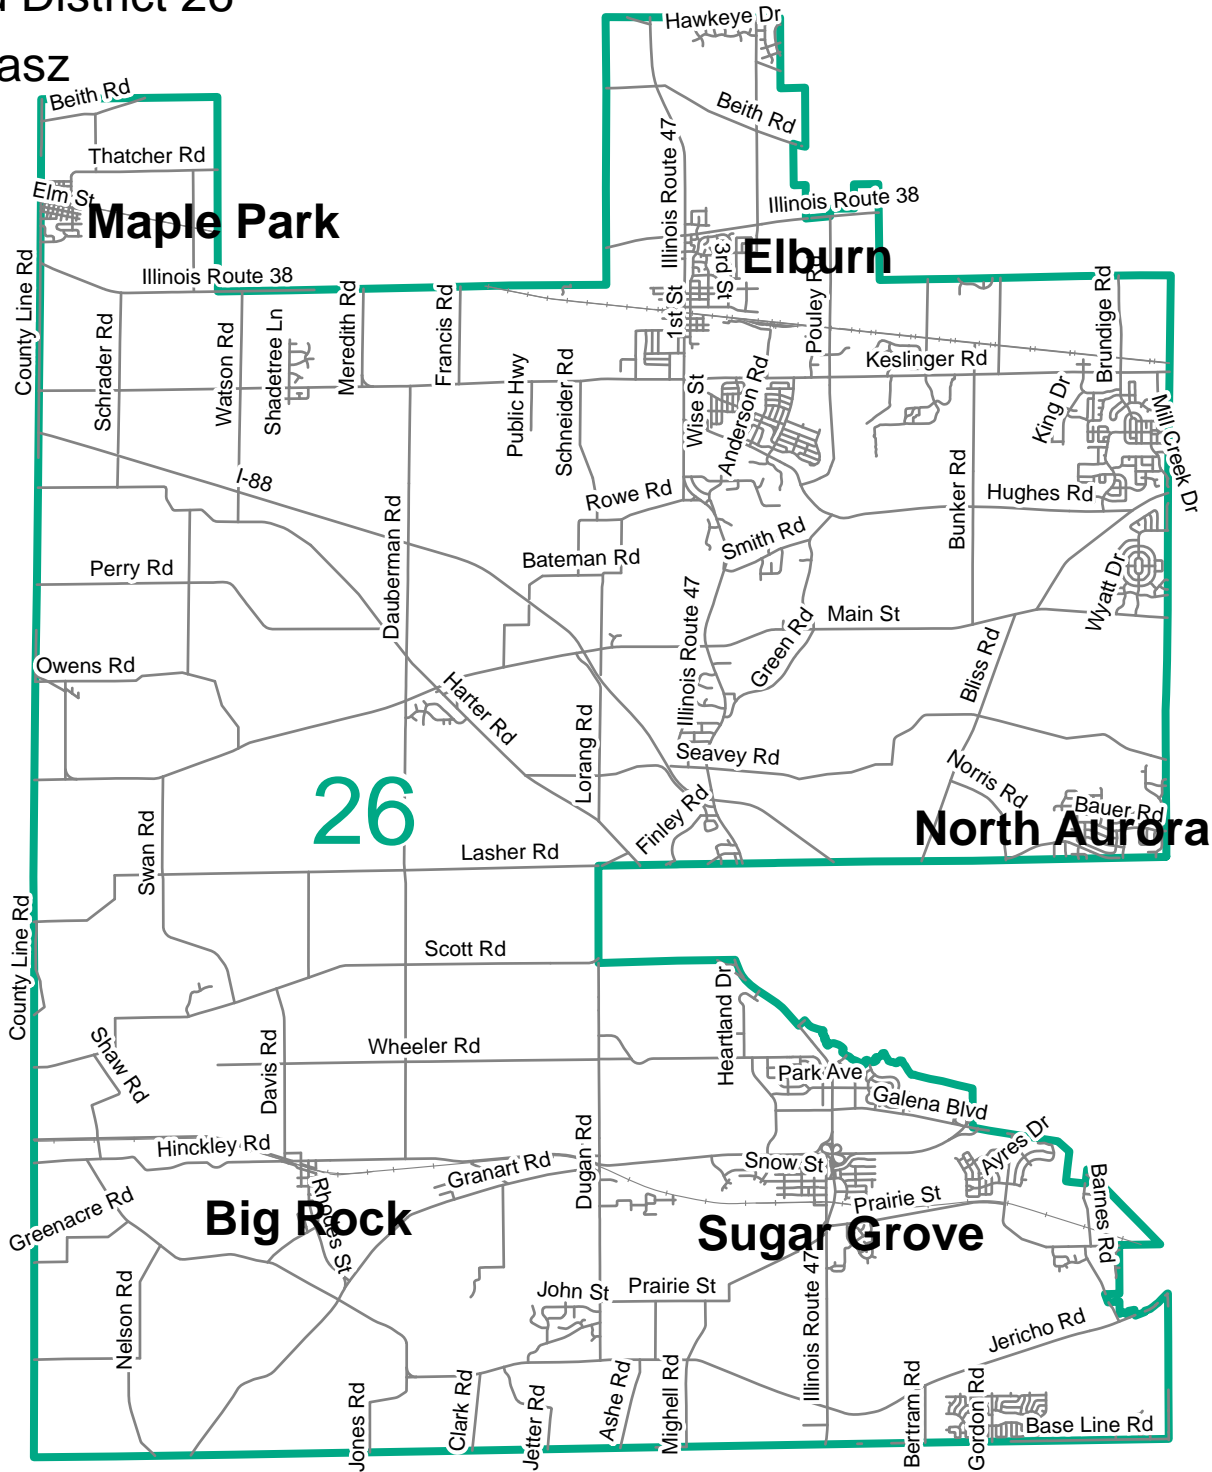 District 26
asz
Hawkeye Dr
Beith Rd
Beith Rd
Thatcher Rd
Illinois Route 47
Elm St
Maple Park
Illinois Route 38
Elburn
3rd St
Illinois Route 38
County Line Rd
1st St
Pouley Rd
Brundige Rd
Schrader Rd
Watson Rd
Shadetree Ln
Meredith Rd
Francis Rd
Public Hwy
Schneider Rd
Keslinger Rd
Wise St
Anderson Rd
King Dr
Mill Creek Dr
I-88
Rowe Rd
Bunker Rd
Hughes Rd
Dauberman Rd
Smith Rd
Bateman Rd
Perry Rd
Wyatt Dr
Illinois Route 47
Main St
Green Rd
Bliss Rd
Owens Rd
Harter Rd
Lorang Rd
Seavey Rd
Norris Rd
26
Finley Rd
Bauer Rd
North Aurora
Swan Rd
Lasher Rd
County Line Rd
Scott Rd
Heartland Dr
Shaw Rd
Davis Rd
Wheeler Rd
Park Ave
Galena Blvd
Hinckley Rd
Dugan Rd
Ayres Dr
Granart Rd
Snow St
Rhodes St
Prairie St
Barnes Rd
Greenacre Rd
Big Rock
Sugar Grove
Nelson Rd
John St
Prairie St
Illinois Route 47
Jericho Rd
Jones Rd
Clark Rd
Jetter Rd
Ashe Rd
Mighell Rd
Bertram Rd
Gordon Rd
Base Line Rd